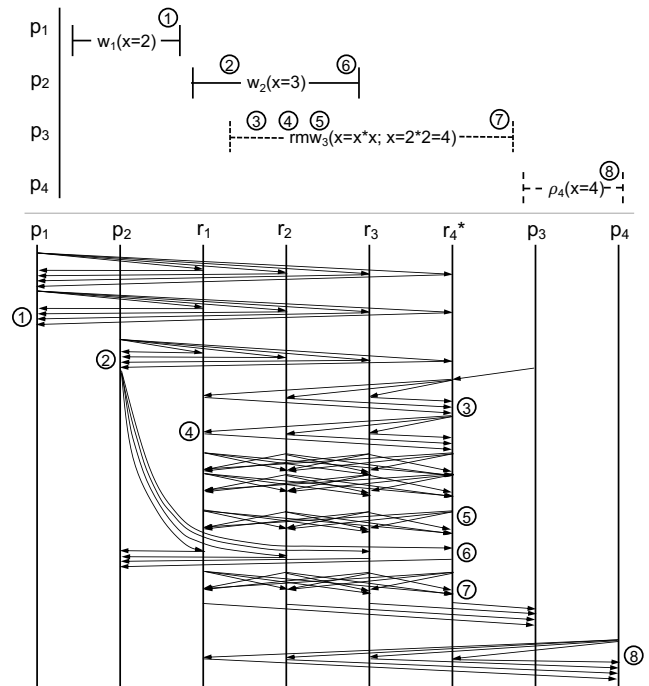 p1 ①
w1(x=2)
p2 ② ⑥
w2(x=3)
p3 ③ ④ ⑤ ⑦
rmw3(x=x*x; x=2*2=4)
p4 ⑧
ρ4(x=4)
p1 p2 r1 r2 r3 r4* p3 p4
①
②
③
④
⑤
⑥
⑦
⑧